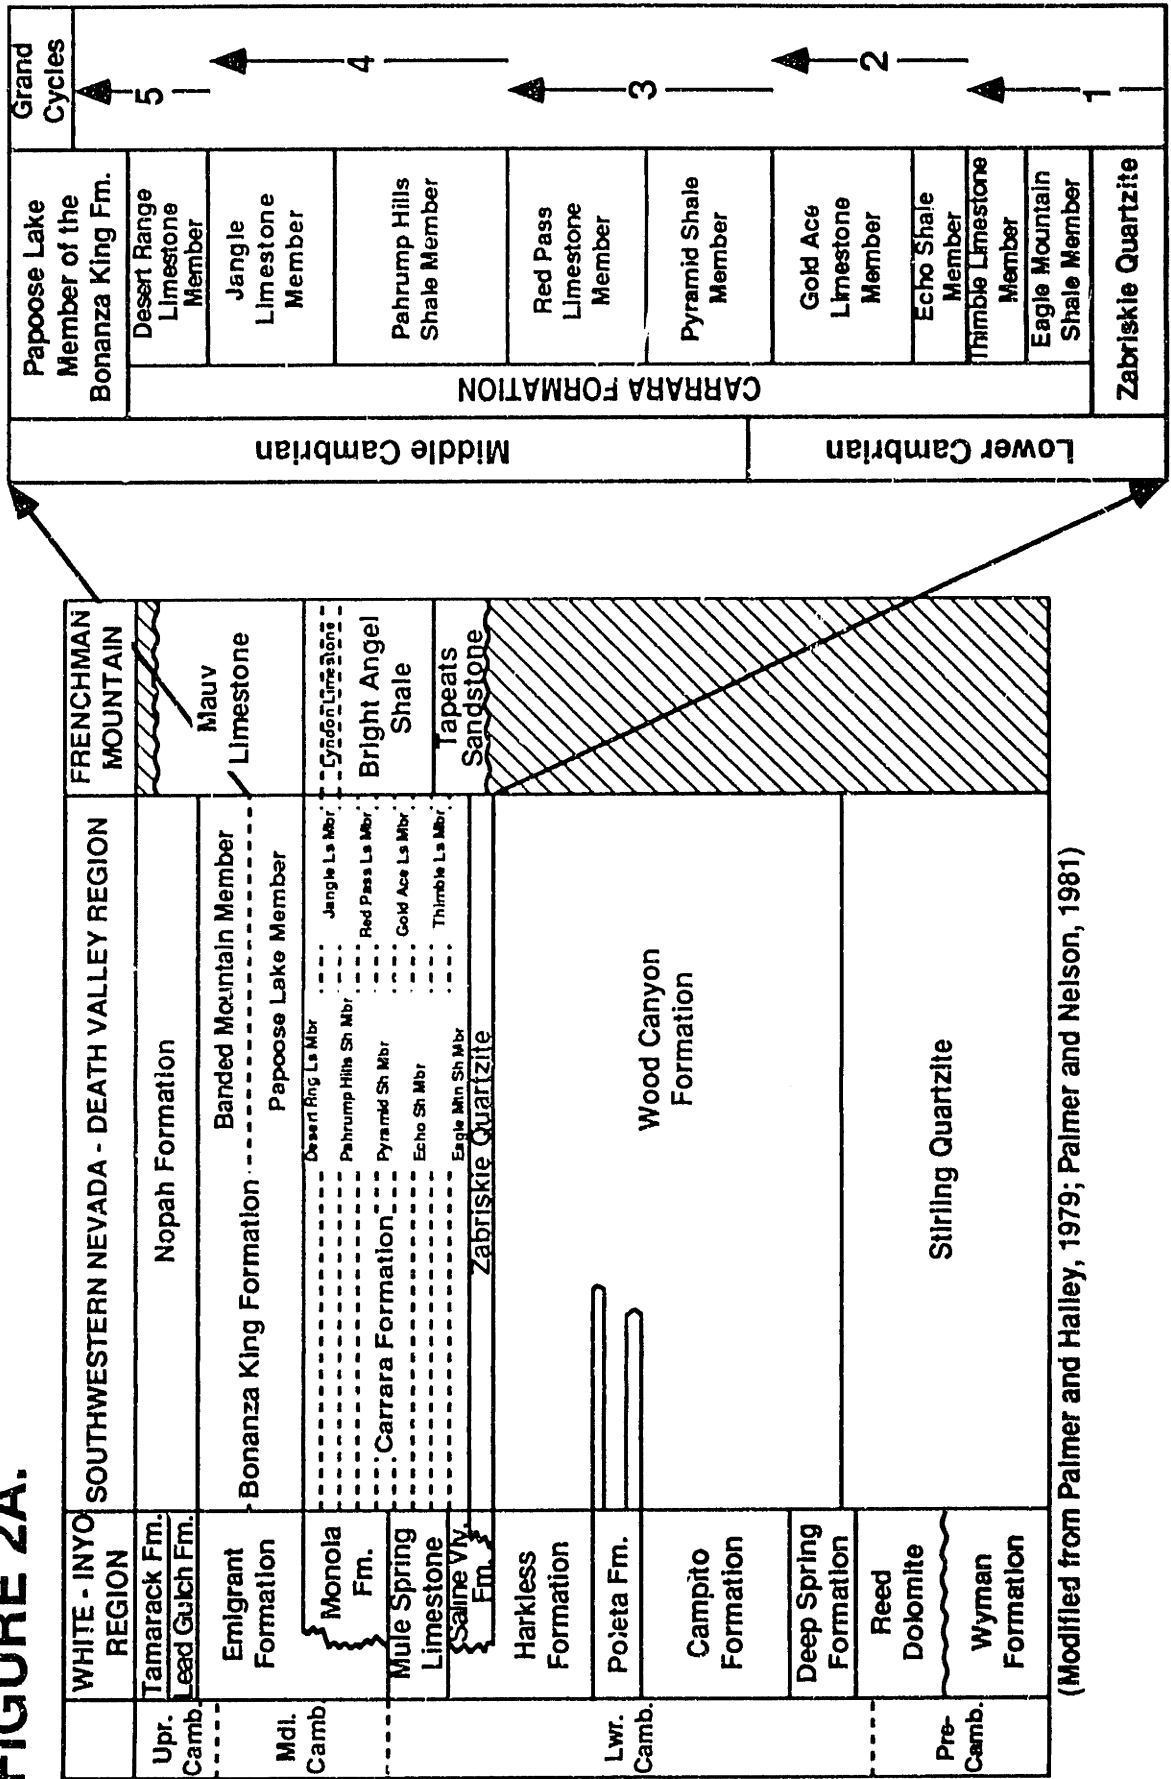 FIGURE 2A.
WHITE - INYO
REGION
SOUTHWESTERN NEVADA - DEATH VALLEY REGION
FRENCHMAN
MOUNTAIN
Upr.
Camb.
Mdl.
Camb.
Lwr.
Camb.
Pre-
Camb.
Tamarack Fm.
Lead Gulch Fm.
Emigrant
Formation
Monola
Fm.
Mule Spring
Limestone
Saline Vly.
Fm.
Harkless
Formation
Poleta Fm.
Campito
Formation
Deep Spring
Formation
Reed
Dolomite
Wyman
Formation
Nopah Formation
Banded Mountain Member
Bonanza King Formation
Papoose Lake Member
Desert Rng Ls Mbr
Jangle Ls Mbr
Pahrump Hills Sh Mbr
Red Pass Ls Mbr
Pyramid Sh Mbr
Carrara Formation
Gold Ace Ls Mbr
Echo Sh Mbr
Thimble Ls Mbr
Eagle Mtn Sh Mbr
Zabriskie Quartzite
Wood Canyon
Formation
Stirling Quartzite
Mauv
Limestone
Lyndon Limestone
Bright Angel
Shale
Tapeats
Sandstone
(Modified from Palmer and Halley, 1979; Palmer and Nelson, 1981)
Grand
Cycles
Papoose Lake
Member of the
Bonanza King Fm.
Desert Range
Limestone
Member
Jangle
Limestone
Member
Pahrump Hills
Shale Member
Red Pass
Limestone
Member
Pyramid Shale
Member
Gold Ace
Limestone
Member
Echo Shale
Member
Thimble Limestone
Member
Eagle Mountain
Shale Member
Zabriskie Quartzite
CARRARA FORMATION
Middle Cambrian
Lower Cambrian
5
4
3
2
1